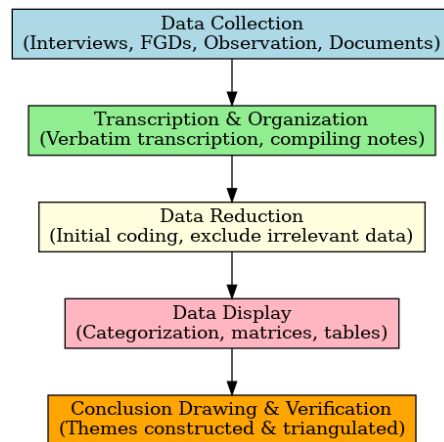 Data Collection
(Interviews, FGDs, Observation, Documents)
Transcription & Organization
(Verbatim transcription, compiling notes)
Data Reduction
(Initial coding, exclude irrelevant data)
Data Display
(Categorization, matrices, tables)
Conclusion Drawing & Verification
(Themes constructed & triangulated)